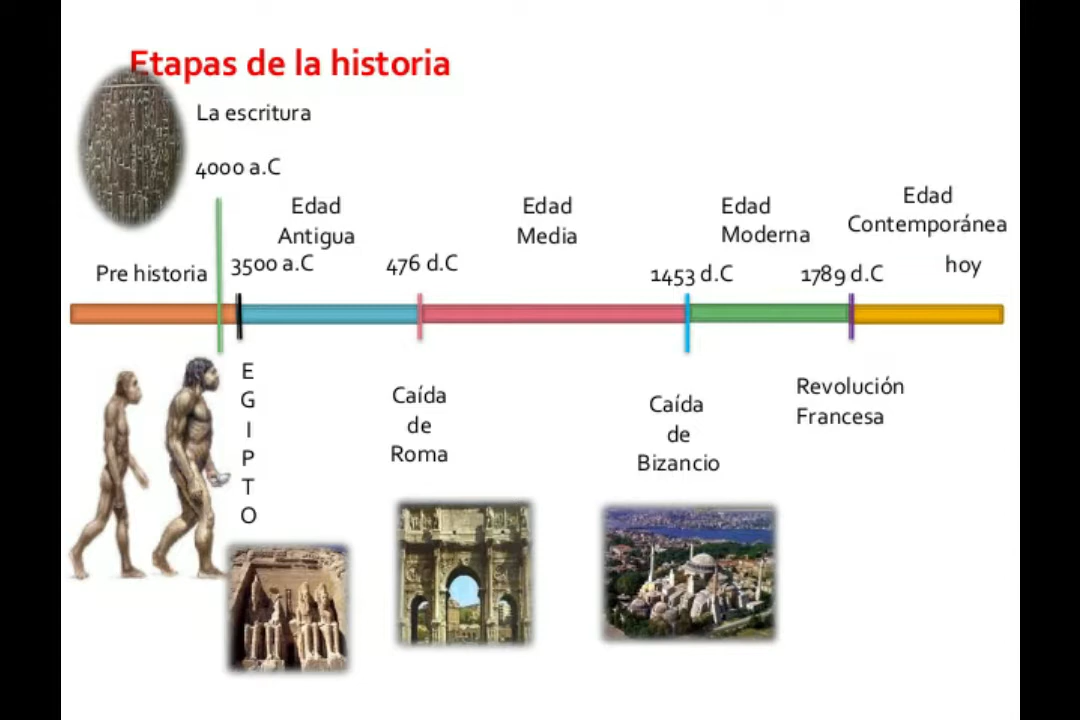 Etapas de la historia
La escritura
4000 a.C
Edad
Antigua
Edad
Media
Edad
Moderna
Edad
Contemporánea
Pre historia
3500 a.C
476 d.C
1453 d.C
1789 d.C
hoy
E
G
I
P
T
O
Caída
de
Roma
Caída
de
Bizancio
Revolución
Francesa